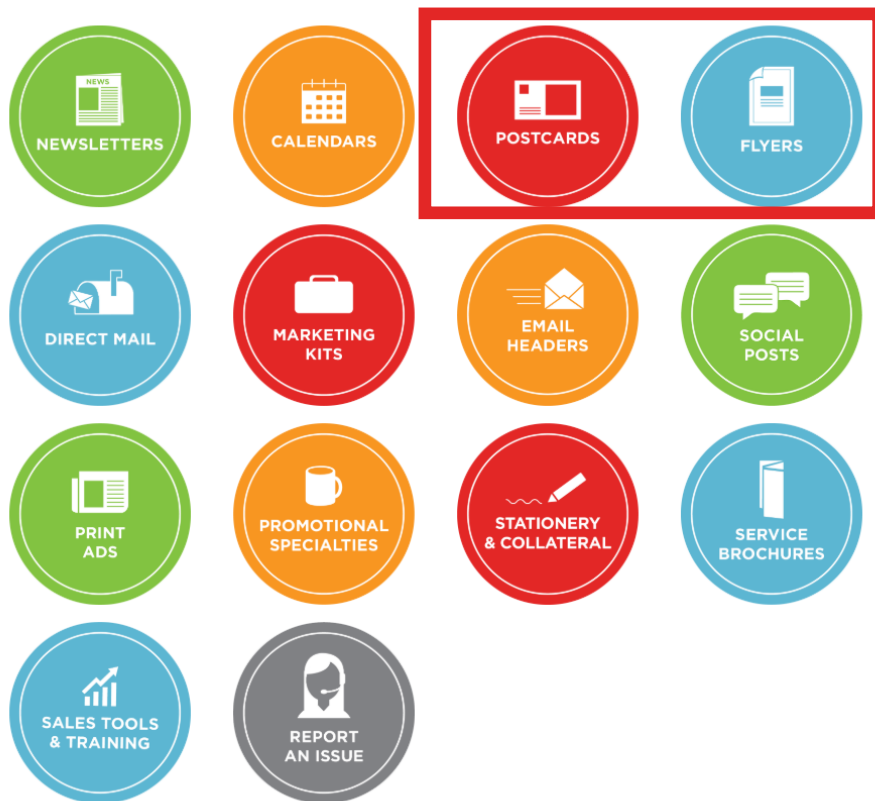 NEWS
NEWSLETTERS
CALENDARS
POSTCARDS
FLYERS
DIRECT MAIL
MARKETING
KITS
EMAIL
HEADERS
SOCIAL
POSTS
PRINT
ADS
PROMOTIONAL
SPECIALTIES
STATIONERY
& COLLATERAL
SERVICE
BROCHURES
SALES TOOLS
& TRAINING
REPORT
AN ISSUE